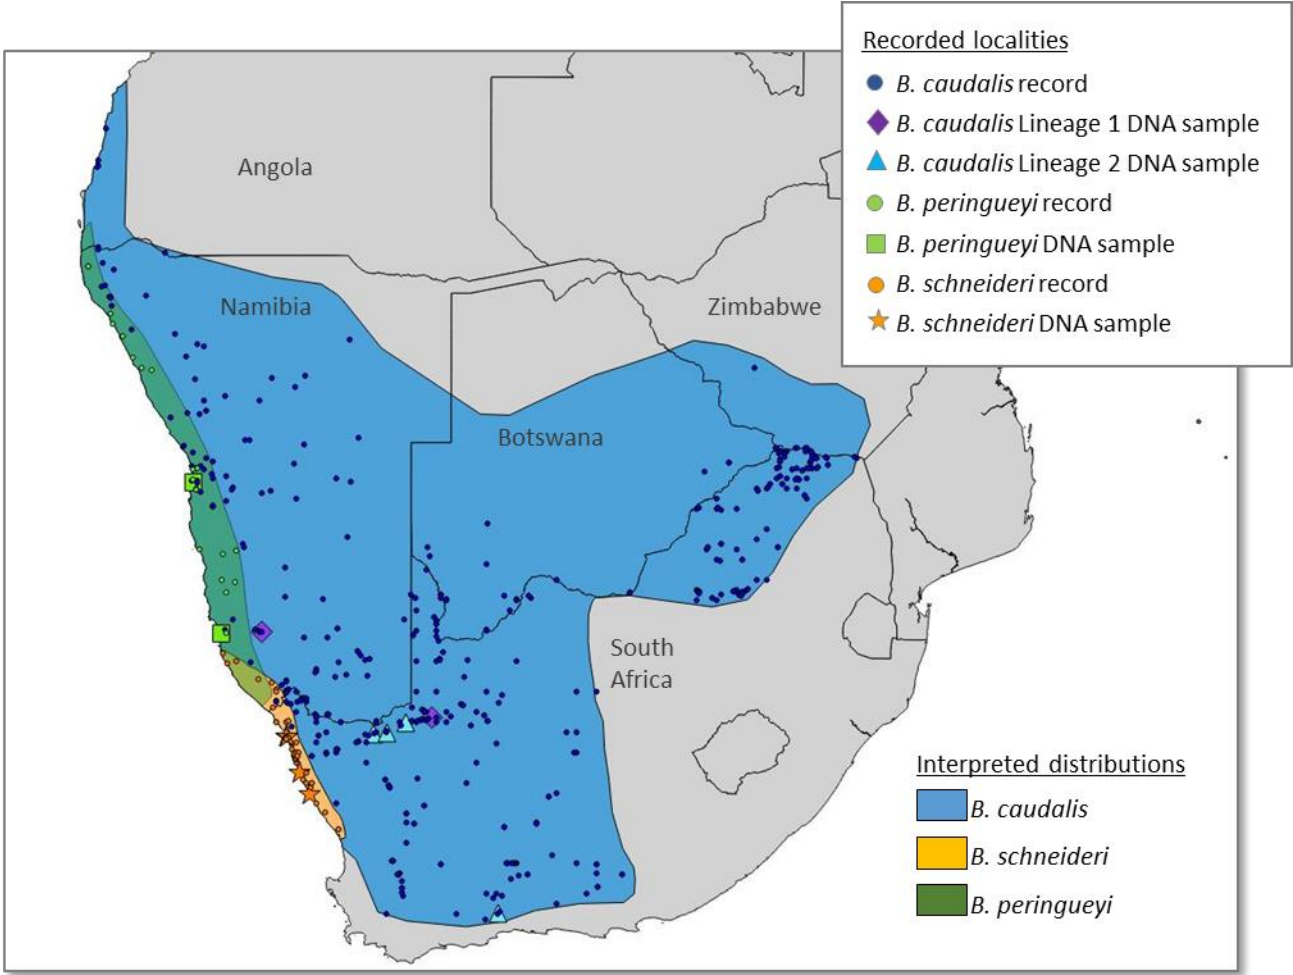 Recorded localities
B. caudalis record
B. caudalis Lineage 1 DNA sample
B. caudalis Lineage 2 DNA sample
B. peringueyi record
B. peringueyi DNA sample
B. schneideri record
B. schneideri DNA sample
Angola
Namibia
Zimbabwe
Botswana
South
Africa
Interpreted distributions
B. caudalis
B. schneideri
B. peringueyi